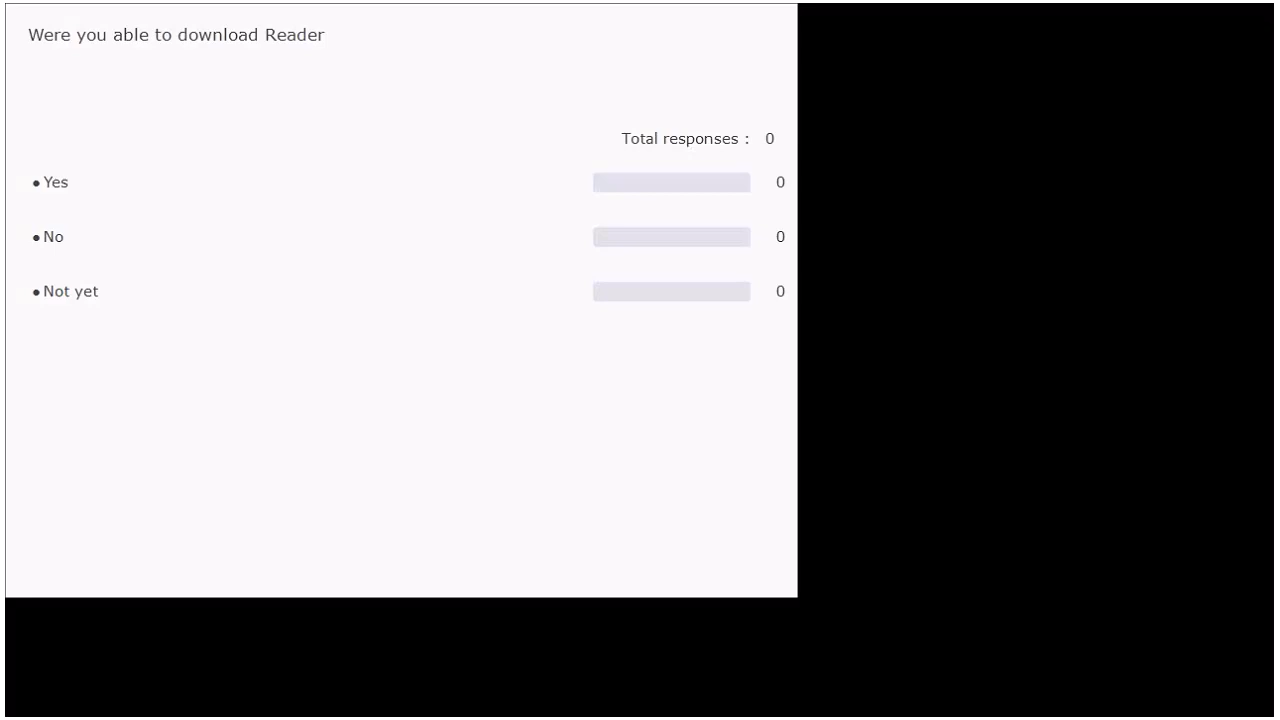 Were you able to download Reader
Total responses : 0
• Yes 0
• No 0
• Not yet 0